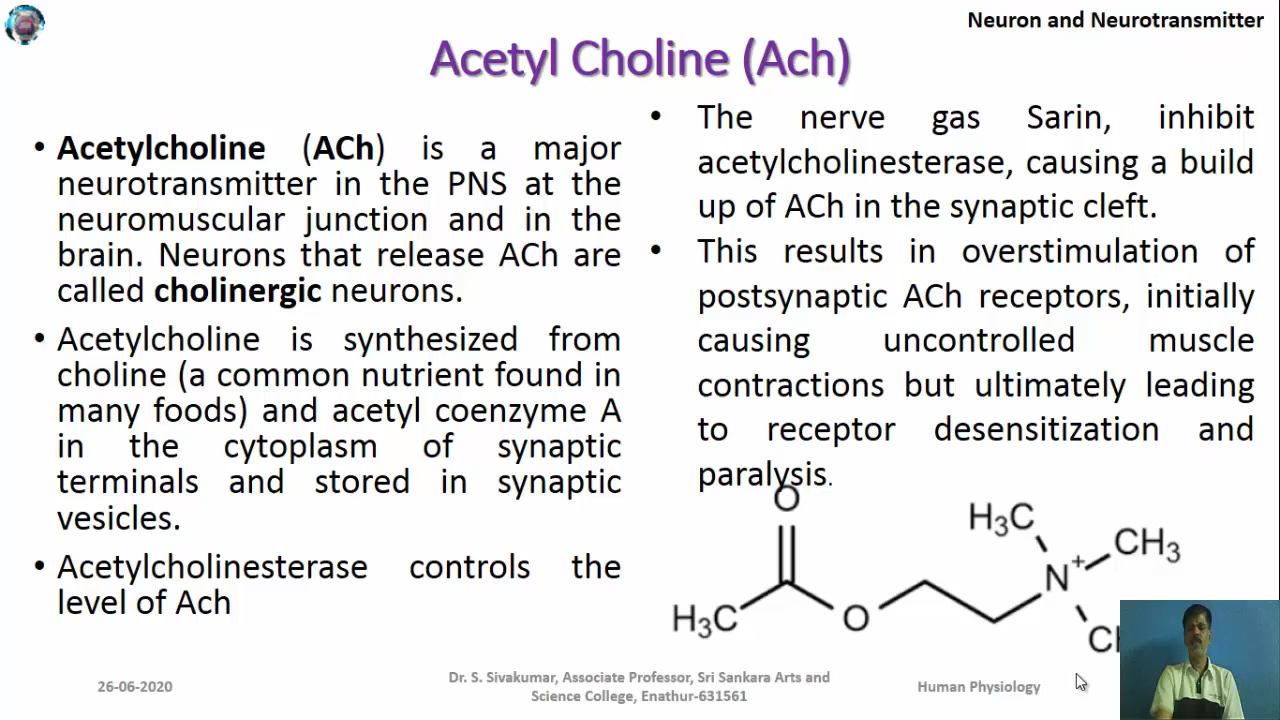 Neuron and Neurotransmitter
Acetyl Choline (Ach)
• Acetylcholine (ACh) is a major
neurotransmitter in the PNS at the
neuromuscular junction and in the
brain. Neurons that release ACh are
called cholinergic neurons.
• Acetylcholine is synthesized from
choline (a common nutrient found in
many foods) and acetyl coenzyme A
in the cytoplasm of synaptic
terminals and stored in synaptic
vesicles.
• Acetylcholinesterase controls the
level of Ach
• The nerve gas Sarin, inhibit
acetylcholinesterase, causing a build
up of ACh in the synaptic cleft.
• This results in overstimulation of
postsynaptic ACh receptors, initially
causing uncontrolled muscle
contractions but ultimately leading
to receptor desensitization and
paralysis.
O
H₃C
CH₃
N⁺
H₃C
O
CH
26-06-2020
Dr. S. Sivakumar, Associate Professor, Sri Sankara Arts and
Science College, Enathur-631561
Human Physiology